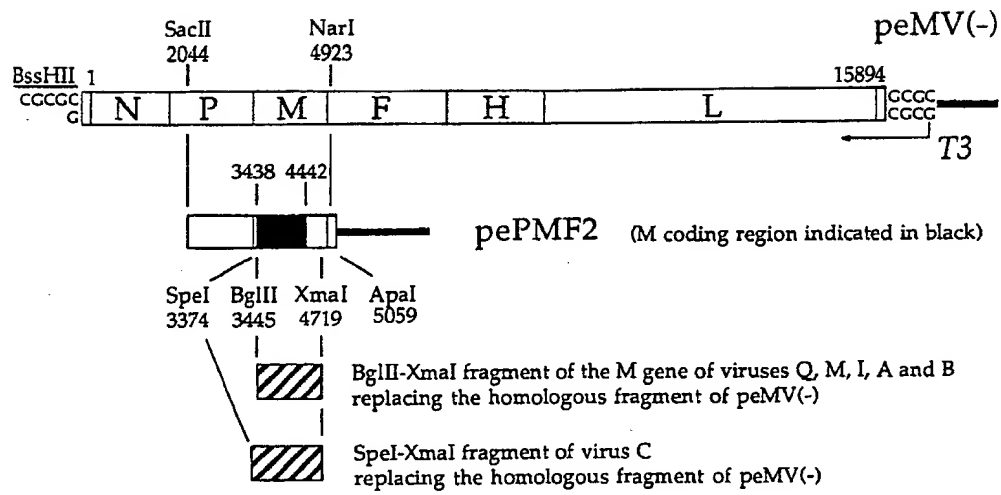 SacII
2044
NarI
4923
peMV(-)
BssHII 1
15894
CGCGC
G
N P M F H L
GCGC
CGCG
T3
3438 4442
pePMF2 (M coding region indicated in black)
SpeI BglII XmaI ApaI
3374 3445 4719 5059
BglII-XmaI fragment of the M gene of viruses Q, M, I, A and B
replacing the homologous fragment of peMV(-)
SpeI-XmaI fragment of virus C
replacing the homologous fragment of peMV(-)